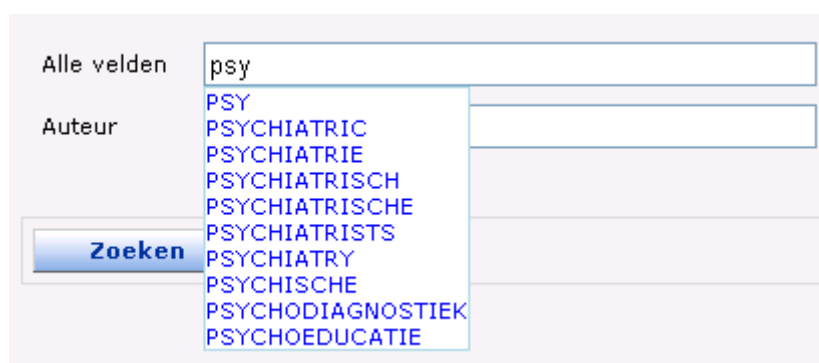 Alle velden psy
PSY
Auteur
PSYCHIATRIC
PSYCHIATRIE
PSYCHIATRISCH
PSYCHIATRISCHE
PSYCHIATRISTS
Zoeken
PSYCHIATRY
PSYCHISCHE
PSYCHODIAGNOSTIEK
PSYCHOEDUCATIE